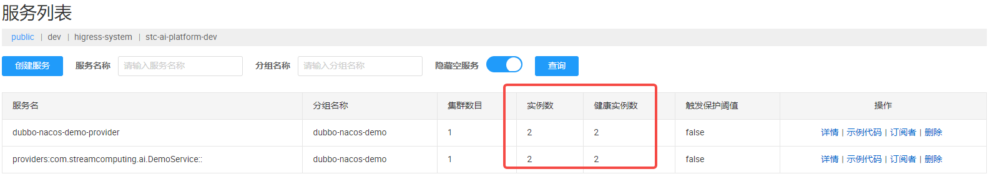 服务列表
public | dev | higress-system | stc-ai-platform-dev
创建服务 服务名称 请输入服务名称 分组名称 请输入分组名称 隐藏空服务 查询
服务名 分组名称 集群数目 实例数 健康实例数 触发保护阈值 操作
dubbo-nacos-demo-provider dubbo-nacos-demo 1 2 2 false 详情 | 示例代码 | 订阅者 | 删除
providers:com.streamcomputing.ai.DemoService:: dubbo-nacos-demo 1 2 2 false 详情 | 示例代码 | 订阅者 | 删除